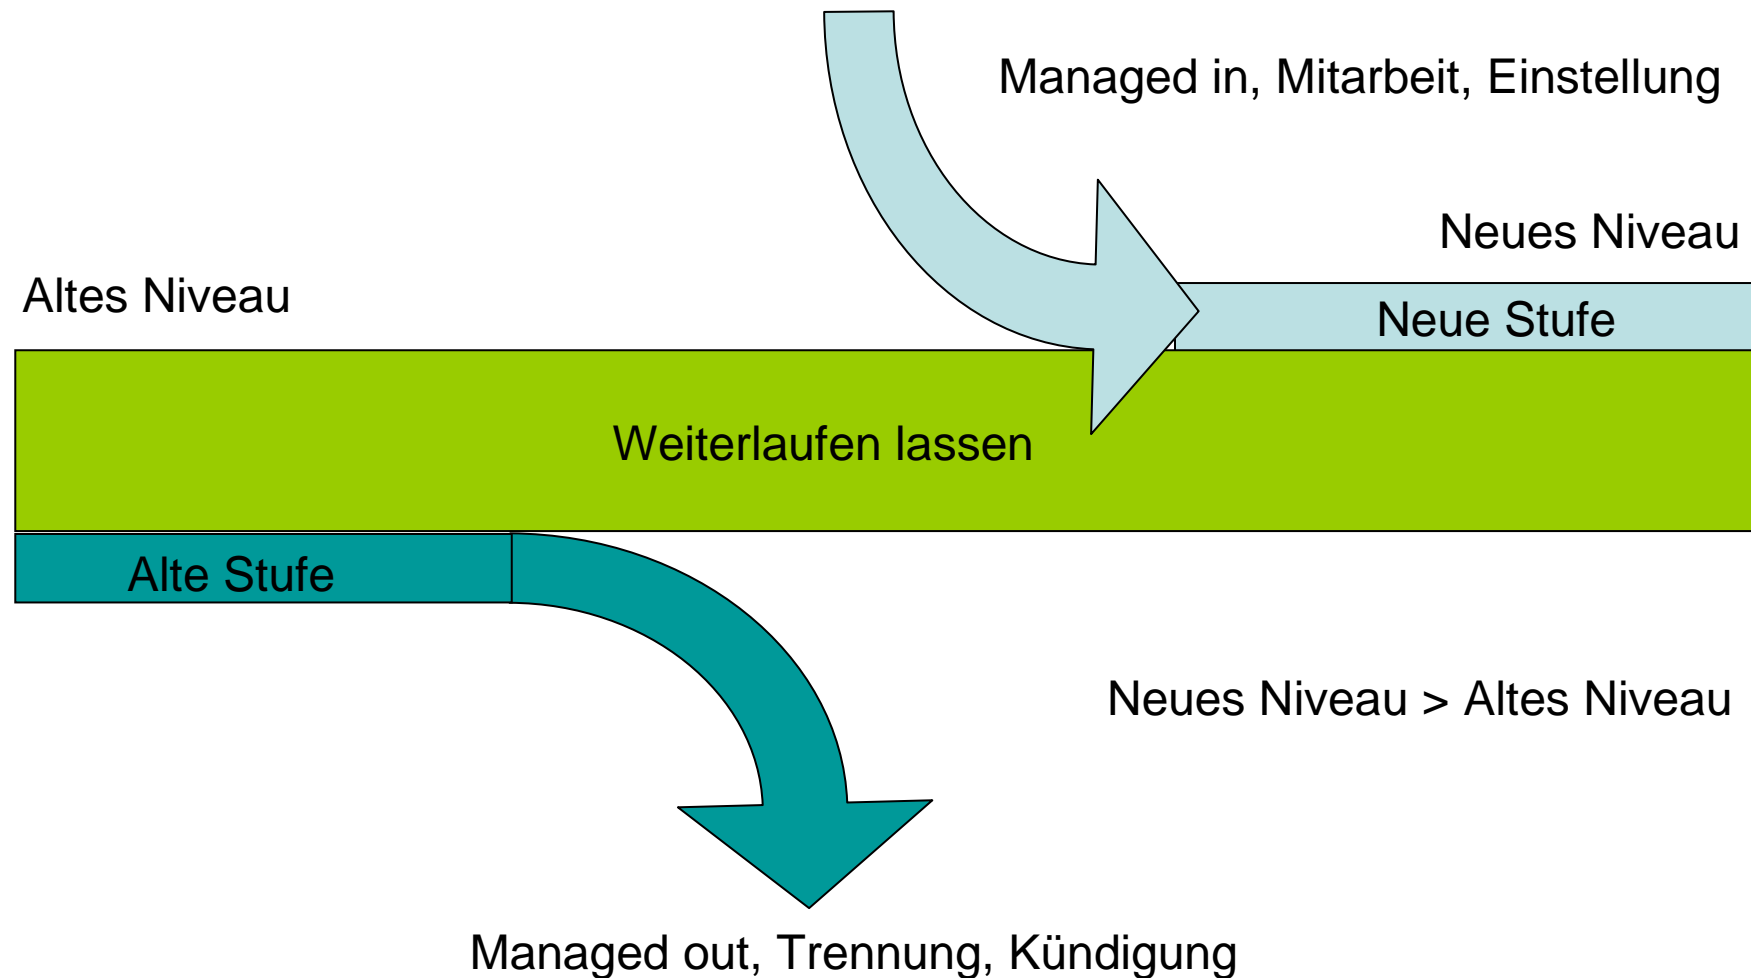 Managed in, Mitarbeit, Einstellung
Neues Niveau
Altes Niveau
Neue Stufe
Weiterlaufen lassen
Alte Stufe
Neues Niveau > Altes Niveau
Managed out, Trennung, Kündigung